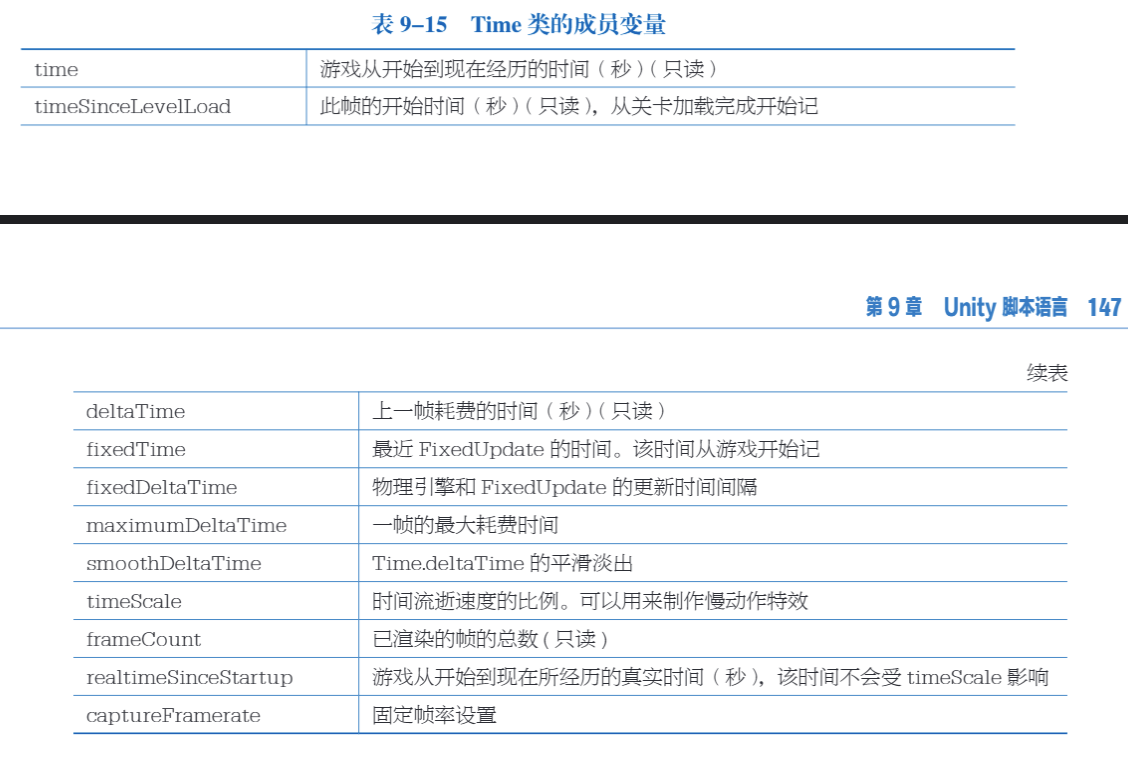 表 9–15 Time 类的成员变量
time 游戏从开始到现在经历的时间（秒）（只读）
timeSinceLevelLoad 此帧的开始时间（秒）（只读），从关卡加载完成开始记
第 9 章 Unity 脚本语言 147
续表
deltaTime 上一帧耗费的时间（秒）（只读）
fixedTime 最近 FixedUpdate 的时间。该时间从游戏开始记
fixedDeltaTime 物理引擎和 FixedUpdate 的更新时间间隔
maximumDeltaTime 一帧的最大耗费时间
smoothDeltaTime Time.deltaTime 的平滑淡出
timeScale 时间流逝速度的比例。可以用来制作慢动作特效
frameCount 已渲染的帧的总数 ( 只读 )
realtimeSinceStartup 游戏从开始到现在所经历的真实时间（秒），该时间不会受 timeScale 影响
captureFramerate 固定帧率设置